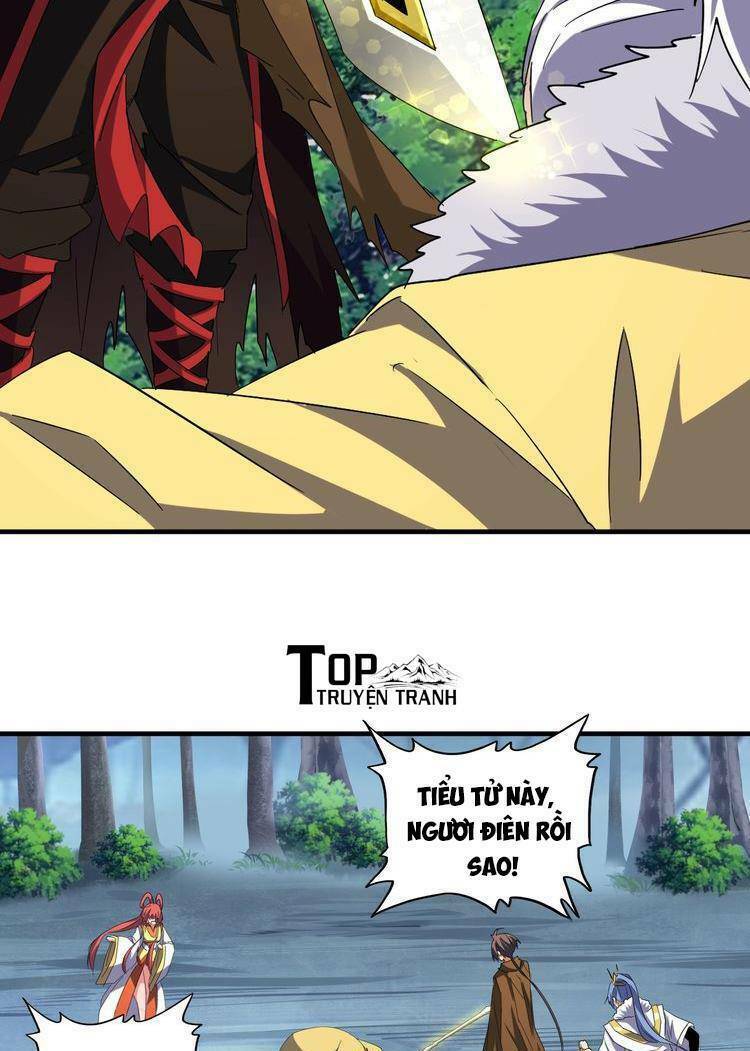 TOP
TRUYỆN TRANH
TIỂU TỬ NÀY,
NGƯƠI ĐIÊN RỒI
SAO!